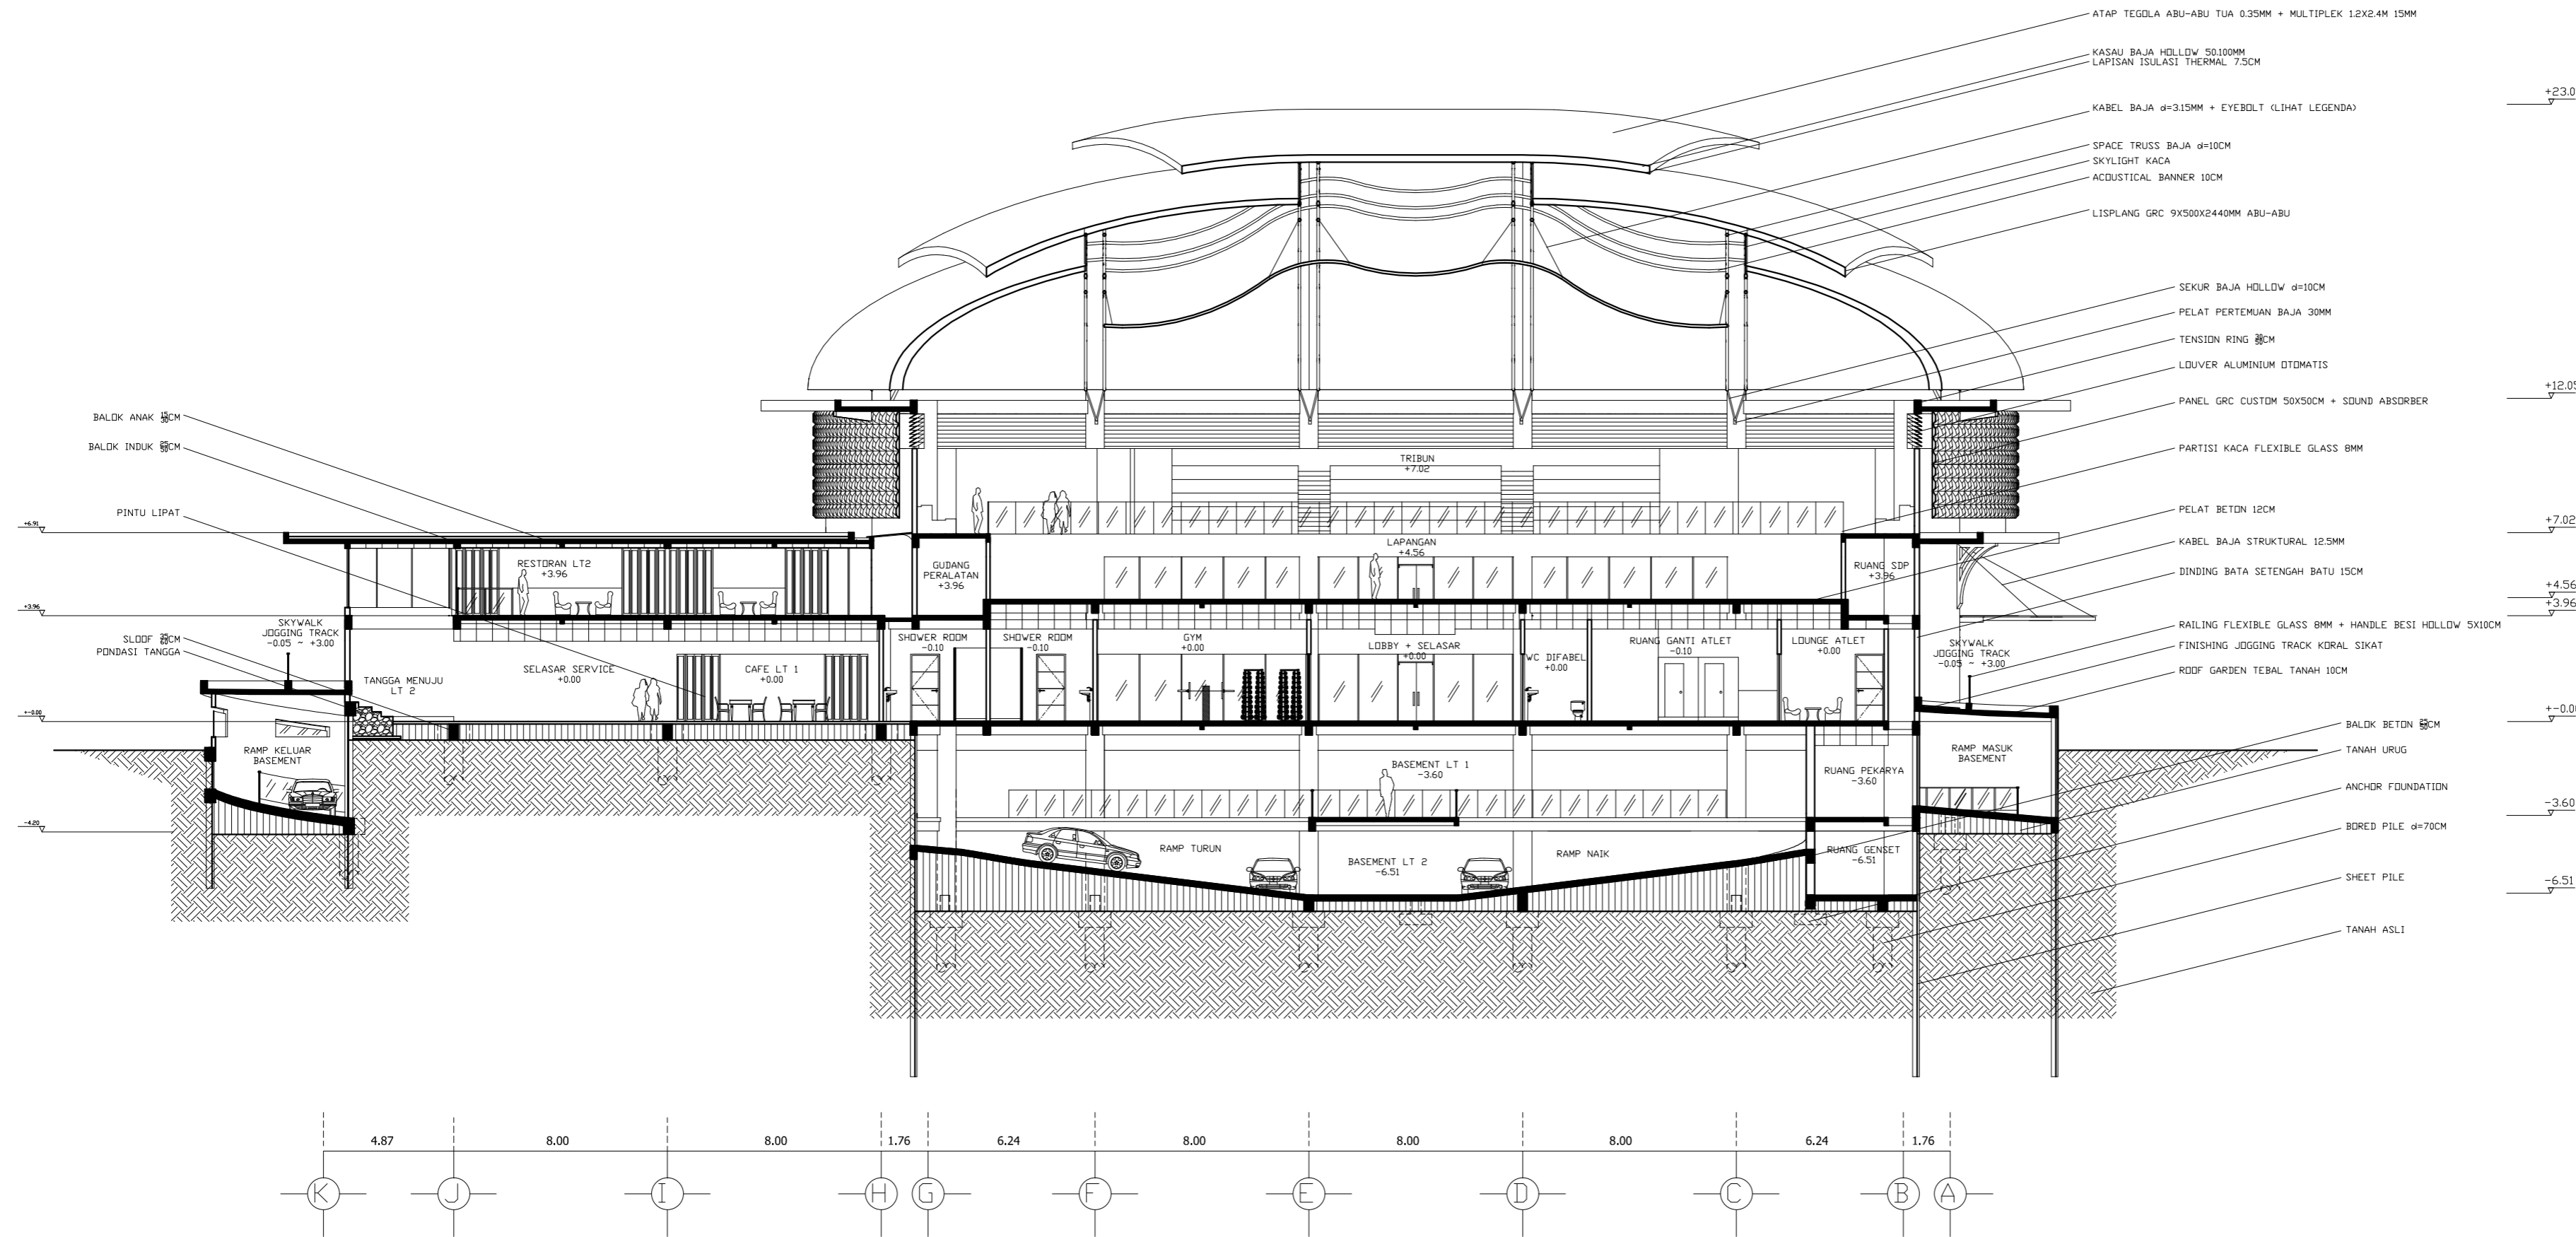 ATAP TEGOLA ABU-ABU TUA 0.35MM + MULTIPLEK 1.2X2.4M 15MM
KASAU BAJA HOLLOW 50.100MM
LAPISAN ISULASI THERMAL 7.5CM
KABEL BAJA d=3.15MM + EYEBOLT (LIHAT LEGENDA)
SPACE TRUSS BAJA d=10CM
SKYLIGHT KACA
ACOUSTICAL BANNER 10CM
LISPLANG GRC 9X500X2440MM ABU-ABU
SEKUR BAJA HOLLOW d=10CM
PELAT PERTEMUAN BAJA 30MM
TENSION RING CM
LOUVER ALUMINIUM OTOMATIS
PANEL GRC CUSTOM 50X50CM + SOUND ABSORBER
PARTISI KACA FLEXIBLE GLASS 8MM
PELAT BETON 12CM
KABEL BAJA STRUKTURAL 12.5MM
DINDING BATA SETENGAH BATU 15CM
RAILING FLEXIBLE GLASS 8MM + HANDLE BESI HOLLOW 5X10CM
FINISHING JOGGING TRACK KORAL SIKAT
ROOF GARDEN TEBAL TANAH 10CM
BALOK BETON CM
TANAH URUG
ANCHOR FOUNDATION
BORED PILE d=70CM
SHEET PILE
TANAH ASLI
+23.0
+12.05
+7.02
+4.56
+3.96
+-0.00
-3.60
-6.51
BALOK ANAK 15/30CM
BALOK INDUK 25/50CM
PINTU LIPAT
SLOOF CM
PONDASI TANGGA
+6.91
+3.96
+-0.00
-4.20
TRIBUN
+7.02
LAPANGAN
+4.56
RESTORAN LT2
+3.96
GUDANG
PERALATAN
+3.96
RUANG SDP
+3.96
SKYWALK
JOGGING TRACK
-0.05 ~ +3.00
TANGGA MENUJU
LT 2
SELASAR SERVICE
+0.00
CAFE LT 1
+0.00
SHOWER ROOM
-0.10
SHOWER ROOM
-0.10
GYM
+0.00
LOBBY + SELASAR
+0.00
WC DIFABEL
+0.00
RUANG GANTI ATLET
-0.10
LOUNGE ATLET
+0.00
SKYWALK
JOGGING TRACK
-0.05 ~ +3.00
RAMP KELUAR
BASEMENT
BASEMENT LT 1
-3.60
RUANG PEKARYA
-3.60
RAMP MASUK
BASEMENT
RAMP TURUN
BASEMENT LT 2
-6.51
RAMP NAIK
RUANG GENSET
-6.51
4.87 8.00 8.00 1.76 6.24 8.00 8.00 8.00 6.24 1.76
K J I H G F E D C B A